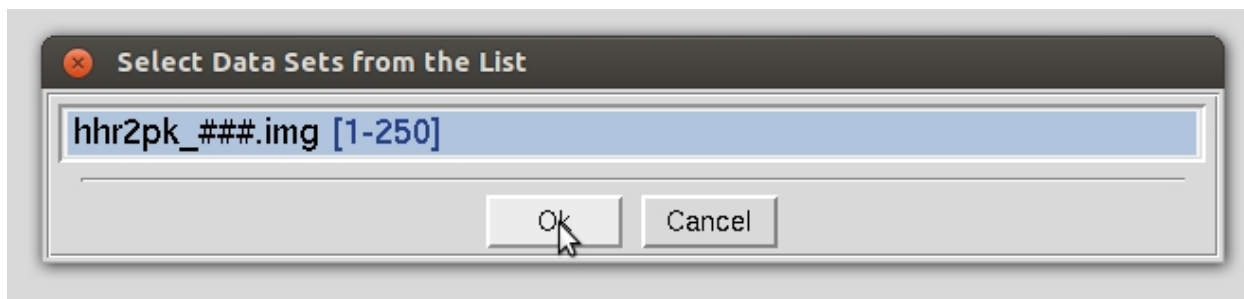 Select Data Sets from the List
hhr2pk_###.img [1-250]
Ok
Cancel